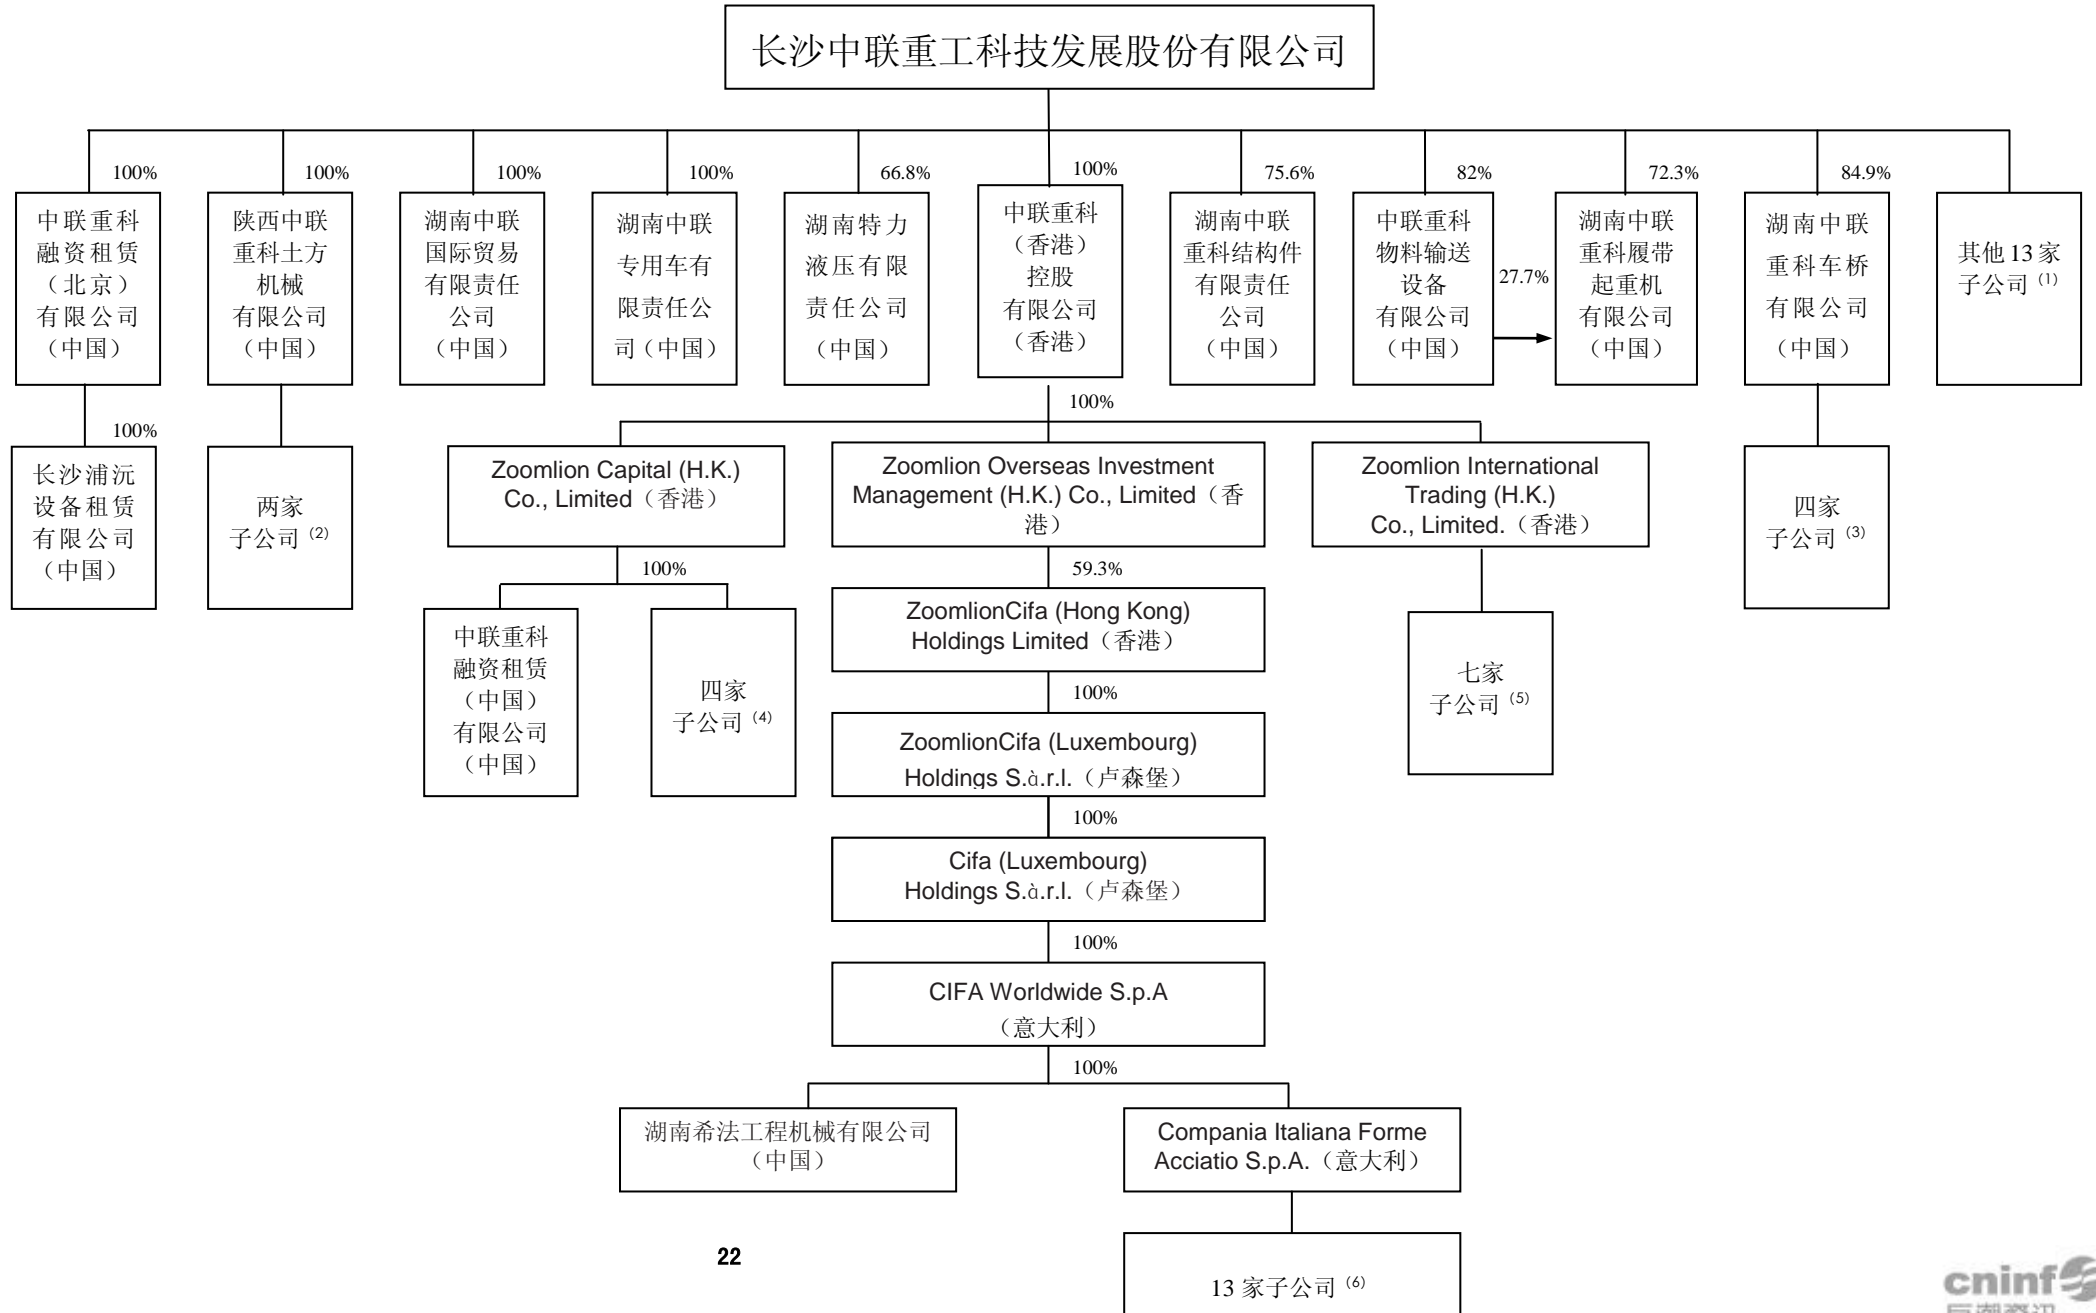 长沙中联重工科技发展股份有限公司
100%
100%
100%
100%
66.8%
100%
75.6%
82%
72.3%
84.9%
中联重科
融资租赁
（北京）
有限公司
（中国）
陕西中联
重科土方
机械
有限公司
（中国）
湖南中联
国际贸易
有限责任
公司
（中国）
湖南中联
专用车有
限责任公
司（中国）
湖南特力
液压有限
责任公司
（中国）
中联重科
（香港）
控股
有限公司
（香港）
湖南中联
重科结构件
有限责任
公司
（中国）
中联重科
物料输送
设备
有限公司
（中国）
27.7%
湖南中联
重科履带
起重机
有限公司
（中国）
湖南中联
重科车桥
有限公司
（中国）
其他 13 家
子公司 (1)
100%
100%
长沙浦沅
设备租赁
有限公司
（中国）
两家
子公司 (2)
Zoomlion Capital (H.K.)
Co., Limited（香港）
Zoomlion Overseas Investment
Management (H.K.) Co., Limited（香
港）
Zoomlion International
Trading (H.K.)
Co., Limited.（香港）
四家
子公司 (3)
100%
59.3%
中联重科
融资租赁
（中国）
有限公司
（中国）
四家
子公司 (4)
ZoomlionCifa (Hong Kong)
Holdings Limited（香港）
七家
子公司 (5)
100%
ZoomlionCifa (Luxembourg)
Holdings S.à.r.l.（卢森堡）
100%
Cifa (Luxembourg)
Holdings S.à.r.l.（卢森堡）
100%
CIFA Worldwide S.p.A
（意大利）
100%
湖南希法工程机械有限公司
（中国）
Compania Italiana Forme
Acciatio S.p.A.（意大利）
13 家子公司 (6)
22
cninf
巨潮资讯